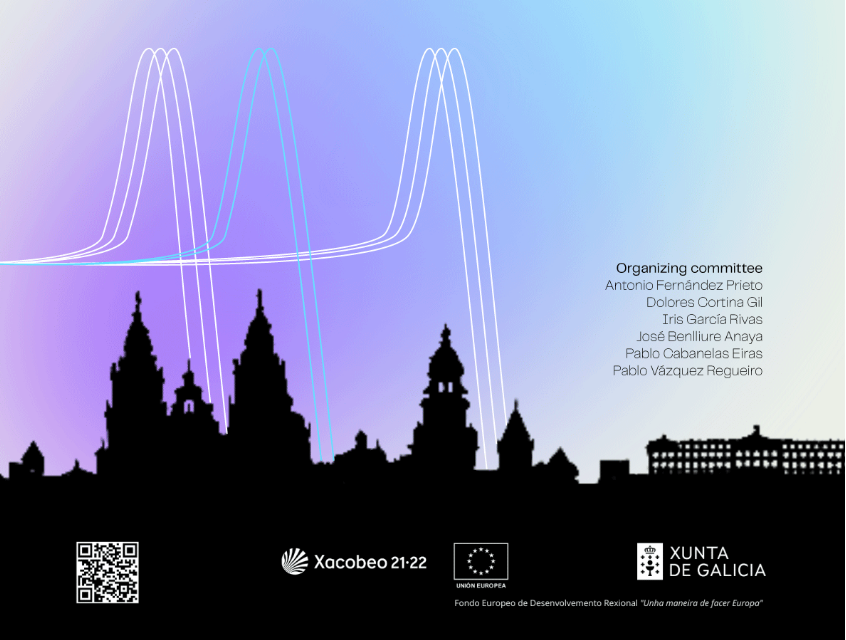 Organizing committee
Antonio Fernández Prieto
Dolores Cortina Gil
Iris García Rivas
José Benlliure Anaya
Pablo Cabanelas Eiras
Pablo Vázquez Regueiro
Xacobeo 21·22
UNIÓN EUROPEA
XUNTA
DE GALICIA
Fondo Europeo de Desenvolvemento Rexional "Unha maneira de facer Europa"